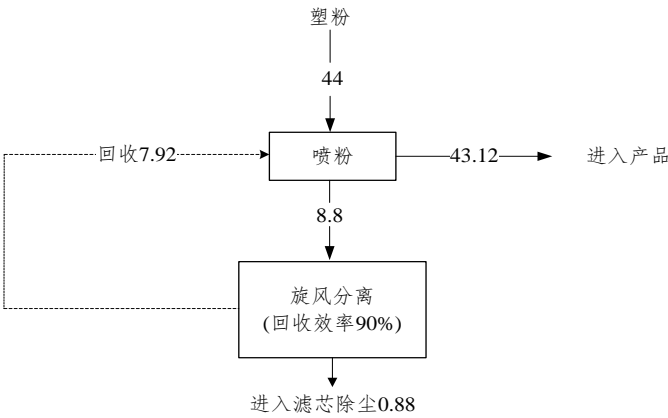 塑粉
44
回收7.92
喷粉
43.12
进入产品
8.8
旋风分离
(回收效率90%)
进入滤芯除尘0.88